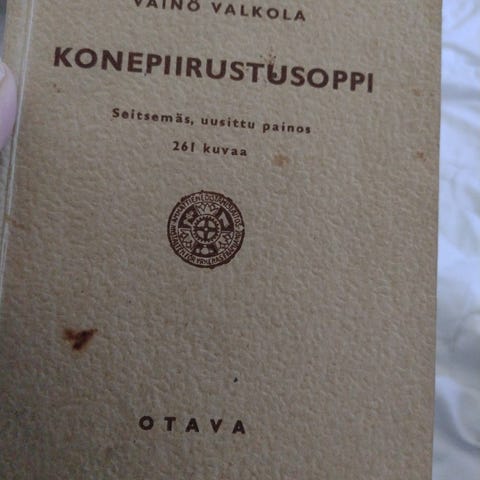 VÄINÖ VALKOLA
KONEPIIRUSTUSOPPI
Seitsemäs, uusittu painos
261 kuvaa
OTAVA